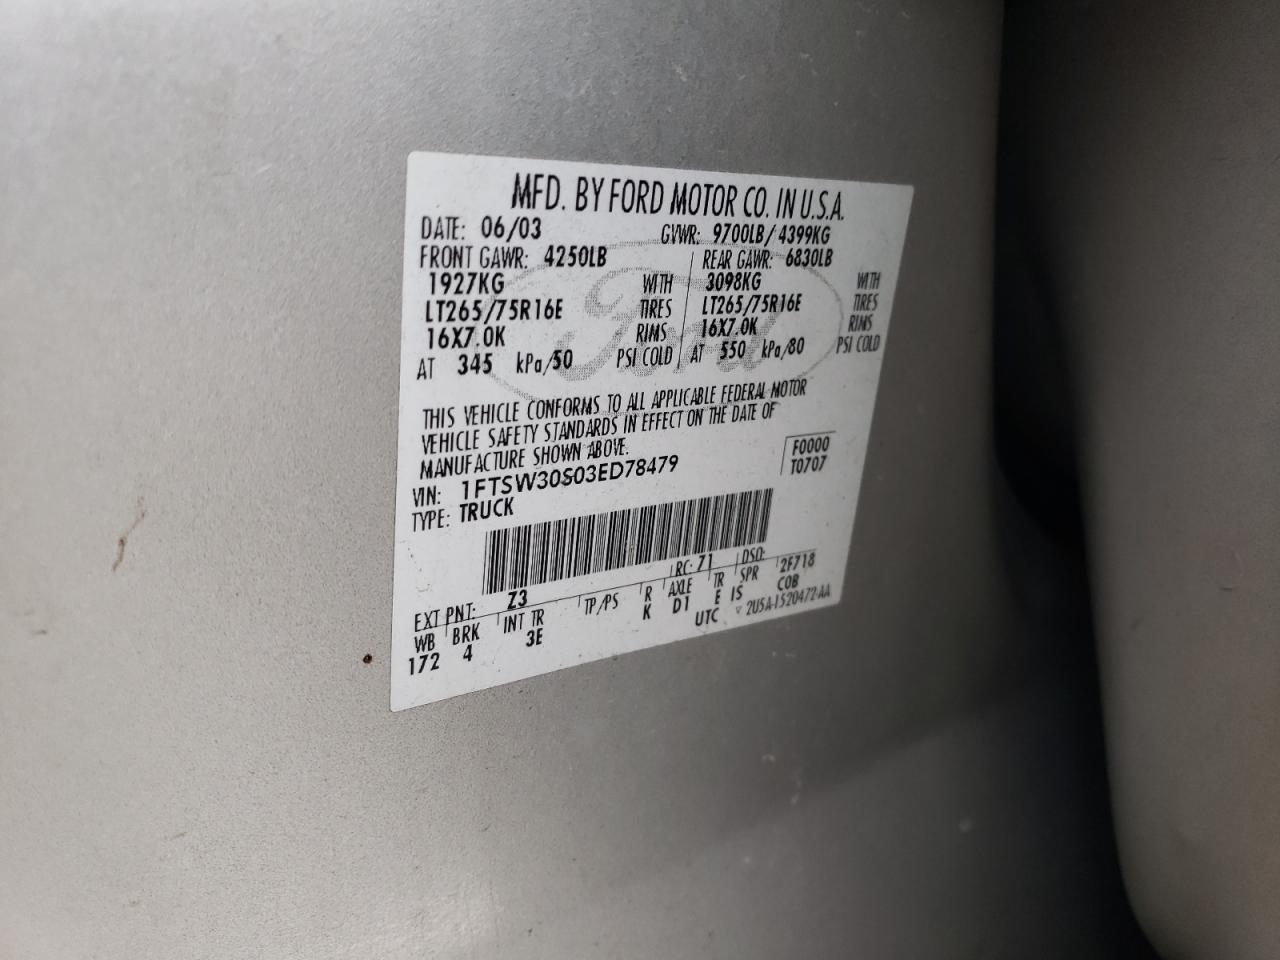 MFD. BY FORD MOTOR CO. IN U.S.A.
DATE: 06/03 GVWR: 9700LB/ 4399KG
FRONT GAWR: 4250LB REAR GAWR: 6830LB
1927KG WITH 3098KG WITH
LT265/75R16E TIRES LT265/75R16E TIRES
16X7.0K RIMS 16X7.0K RIMS
AT 345 kPa/50 PSI COLD AT 550 kPa/80 PSI COLD
Ford
THIS VEHICLE CONFORMS TO ALL APPLICABLE FEDERAL MOTOR
VEHICLE SAFETY STANDARDS IN EFFECT ON THE DATE OF
MANUFACTURE SHOWN ABOVE.
VIN: 1FTSW30S03ED78479
TYPE: TRUCK
F0000
T0707
EXT PNT: Z3 RC: 71 DSO:
WB BRK INT TR TP/PS R AXLE TR SPR 2F718
172 4 3E K D1 E IS COB
UTC ▽ 2U5A-1520472-AA